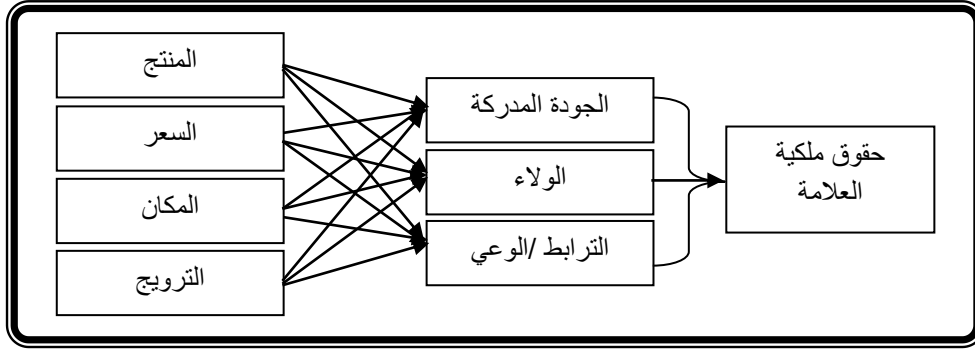 المنتج
السعر
المكان
الترويج
الجودة المدركة
الولاء
الترابط /الوعي
حقوق ملكية
العلامة